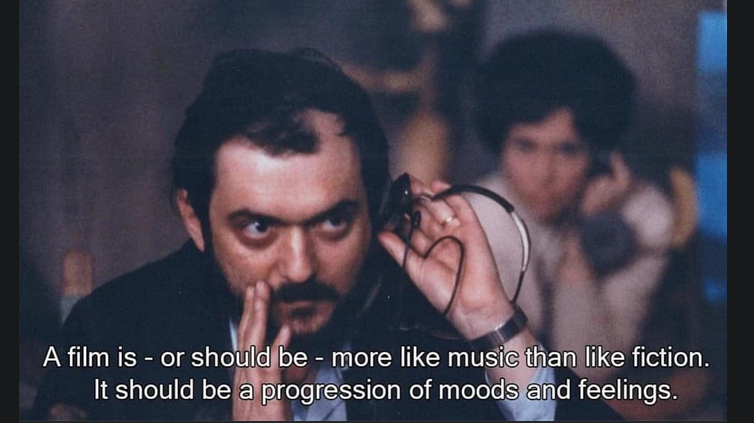 A film is - or should be - more like music than like fiction.
It should be a progression of moods and feelings.